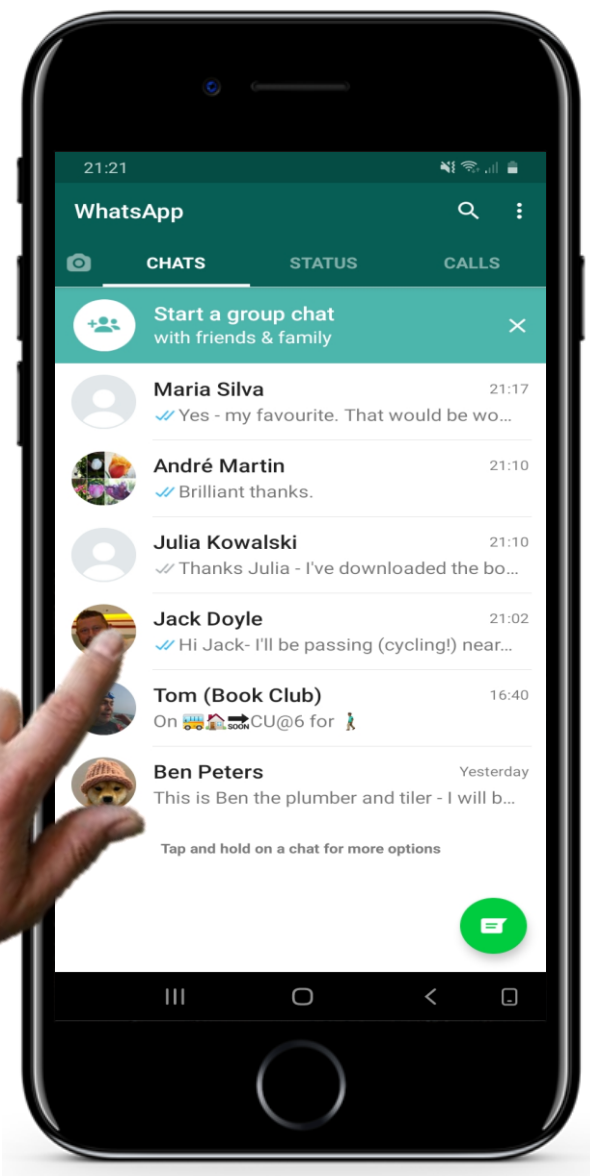 21:21
WhatsApp
CHATS STATUS CALLS
Start a group chat
with friends & family
Maria Silva 21:17
Yes - my favourite. That would be wo...
André Martin 21:10
Brilliant thanks.
Julia Kowalski 21:10
Thanks Julia - I've downloaded the bo...
Jack Doyle 21:02
Hi Jack- I'll be passing (cycling!) near...
Tom (Book Club) 16:40
On 🚌🏠🔜CU@6 for 🚶
Ben Peters Yesterday
This is Ben the plumber and tiler - I will b...
Tap and hold on a chat for more options